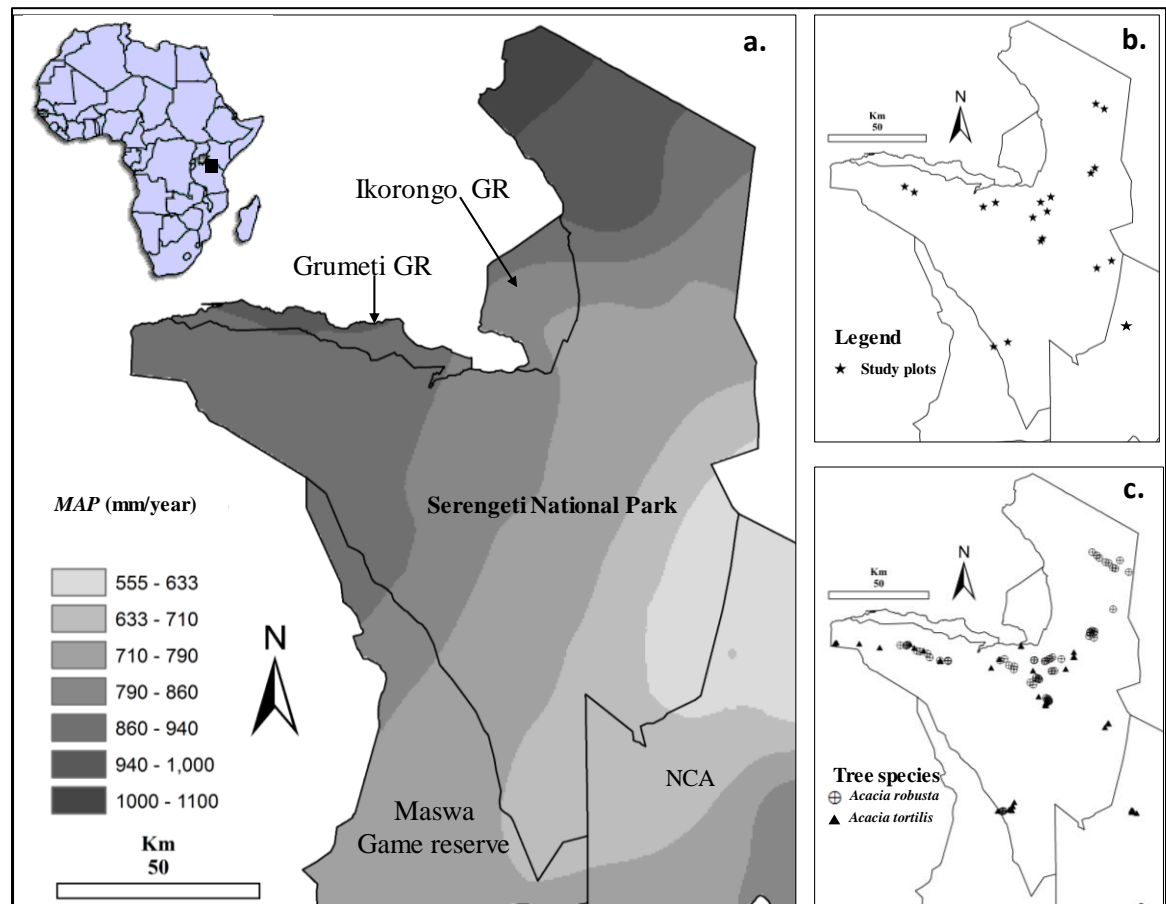 a.
Ikorongo GR
Grumeti GR
Serengeti National Park
MAP (mm/year)
555 - 633
633 - 710
710 - 790
790 - 860
860 - 940
940 - 1,000
1000 - 1100
N
Km
50
Maswa
Game reserve
NCA
b.
N
Km
50
Legend
Study plots
c.
N
Km
50
Tree species
Acacia robusta
Acacia tortilis